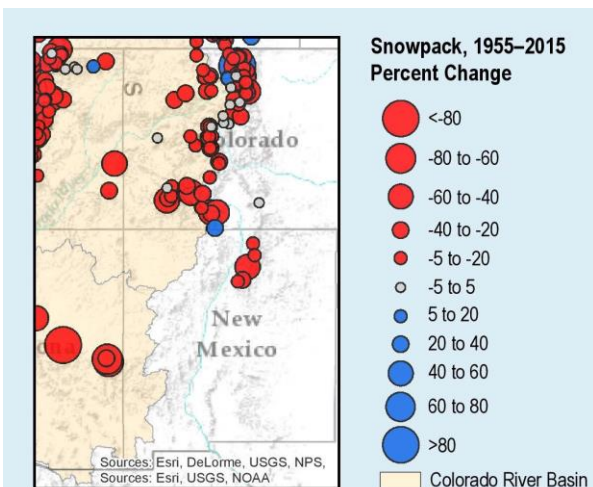 Snowpack, 1955–2015
Percent Change
<-80
-80 to -60
-60 to -40
-40 to -20
-5 to -20
-5 to 5
5 to 20
20 to 40
40 to 60
60 to 80
>80
Colorado River Basin
S
olorado
New
Mexico
na
Sources: Esri, DeLorme, USGS, NPS,
Sources: Esri, USGS, NOAA